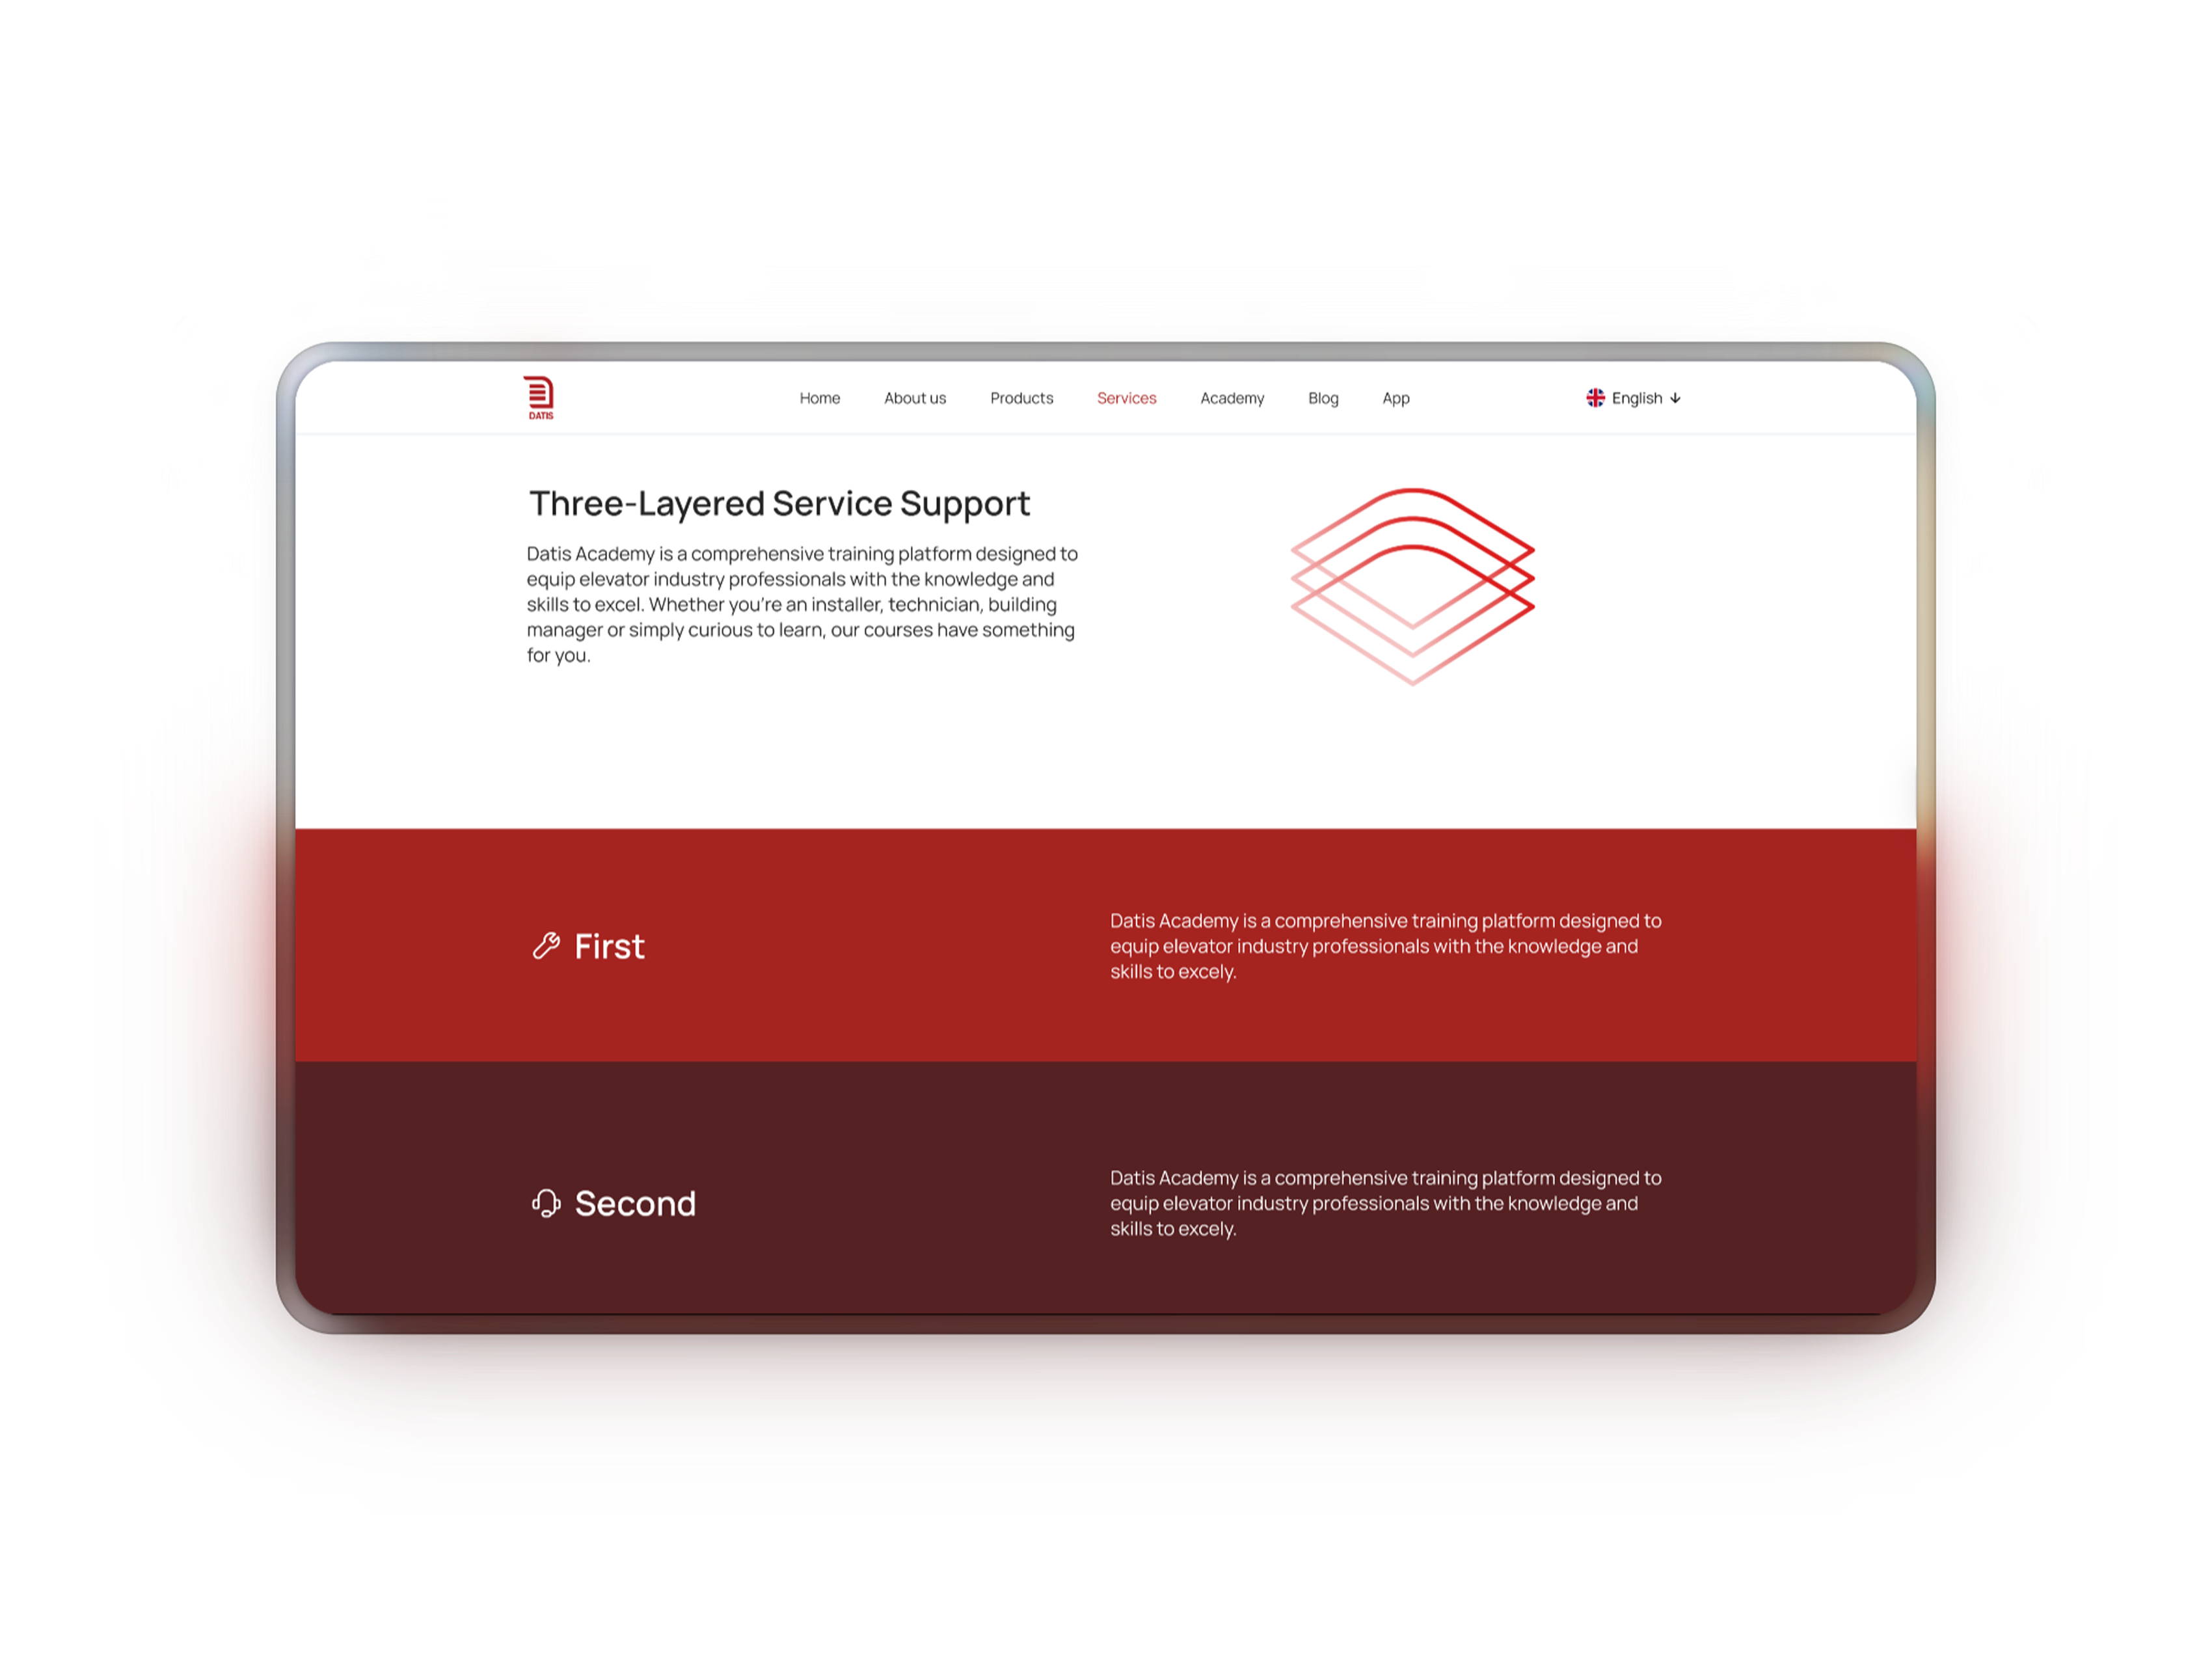 DATIS
Home About us Products Services Academy Blog App English
Three-Layered Service Support
Datis Academy is a comprehensive training platform designed to
equip elevator industry professionals with the knowledge and
skills to excel. Whether you're an installer, technician, building
manager or simply curious to learn, our courses have something
for you.
First
Datis Academy is a comprehensive training platform designed to
equip elevator industry professionals with the knowledge and
skills to excely.
Second
Datis Academy is a comprehensive training platform designed to
equip elevator industry professionals with the knowledge and
skills to excely.